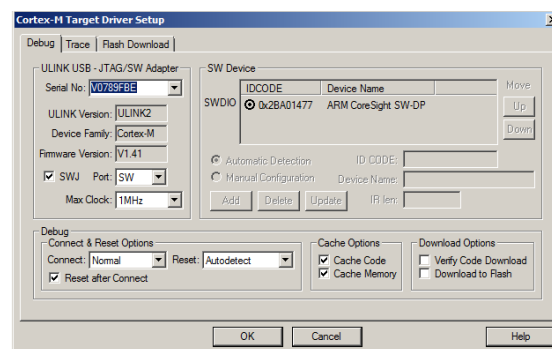 Cortex-M Target Driver Setup
Debug Trace Flash Download
ULINK USB - JTAG/SW Adapter
Serial No: V0789FBE
ULINK Version: ULINK2
Device Family: Cortex-M
Firmware Version: V1.41
SWJ Port: SW
Max Clock: 1MHz
SW Device
IDCODE Device Name Move
SWDIO 0x2BA01477 ARM CoreSight SW-DP Up
Down
Automatic Detection ID CODE:
Manual Configuration Device Name:
Add Delete Update IR len:
Debug
Connect & Reset Options Cache Options Download Options
Connect: Normal Reset: Autodetect Cache Code Verify Code Download
Reset after Connect Cache Memory Download to Flash
OK Cancel Help